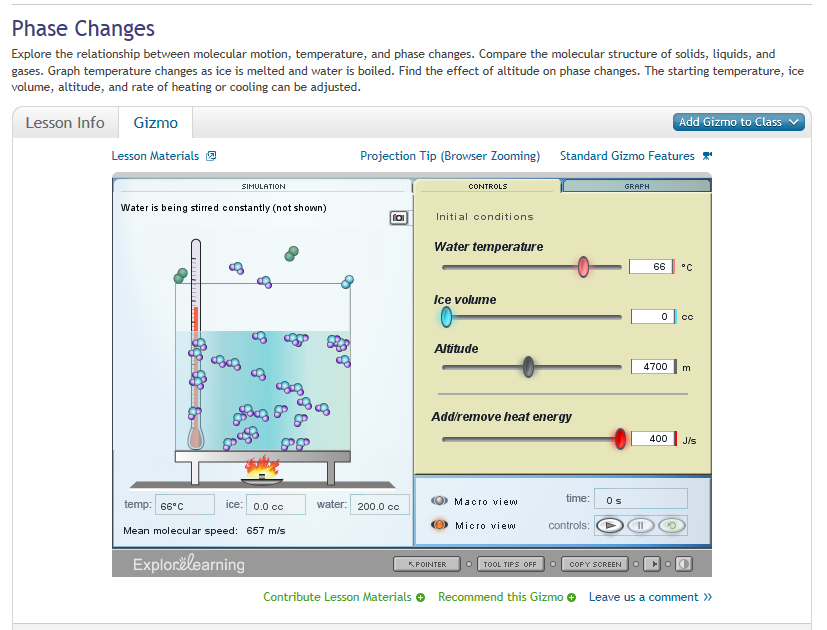 Phase Changes
Explore the relationship between molecular motion, temperature, and phase changes. Compare the molecular structure of solids, liquids, and
gases. Graph temperature changes as ice is melted and water is boiled. Find the effect of altitude on phase changes. The starting temperature, ice
volume, altitude, and rate of heating or cooling can be adjusted.
Lesson Info
Gizmo
Add Gizmo to Class
Lesson Materials
Projection Tip (Browser Zooming)
Standard Gizmo Features
SIMULATION
CONTROLS
GRAPH
Water is being stirred constantly (not shown)
Initial conditions
Water temperature
66 °C
Ice volume
0 cc
Altitude
4700 m
Add/remove heat energy
400 J/s
temp: 66°C ice: 0.0 cc water: 200.0 cc
Mean molecular speed: 657 m/s
Macro view
Micro view
time: 0 s
controls:
ExploreLearning
POINTER
TOOL TIPS OFF
COPY SCREEN
Contribute Lesson Materials
Recommend this Gizmo
Leave us a comment >>